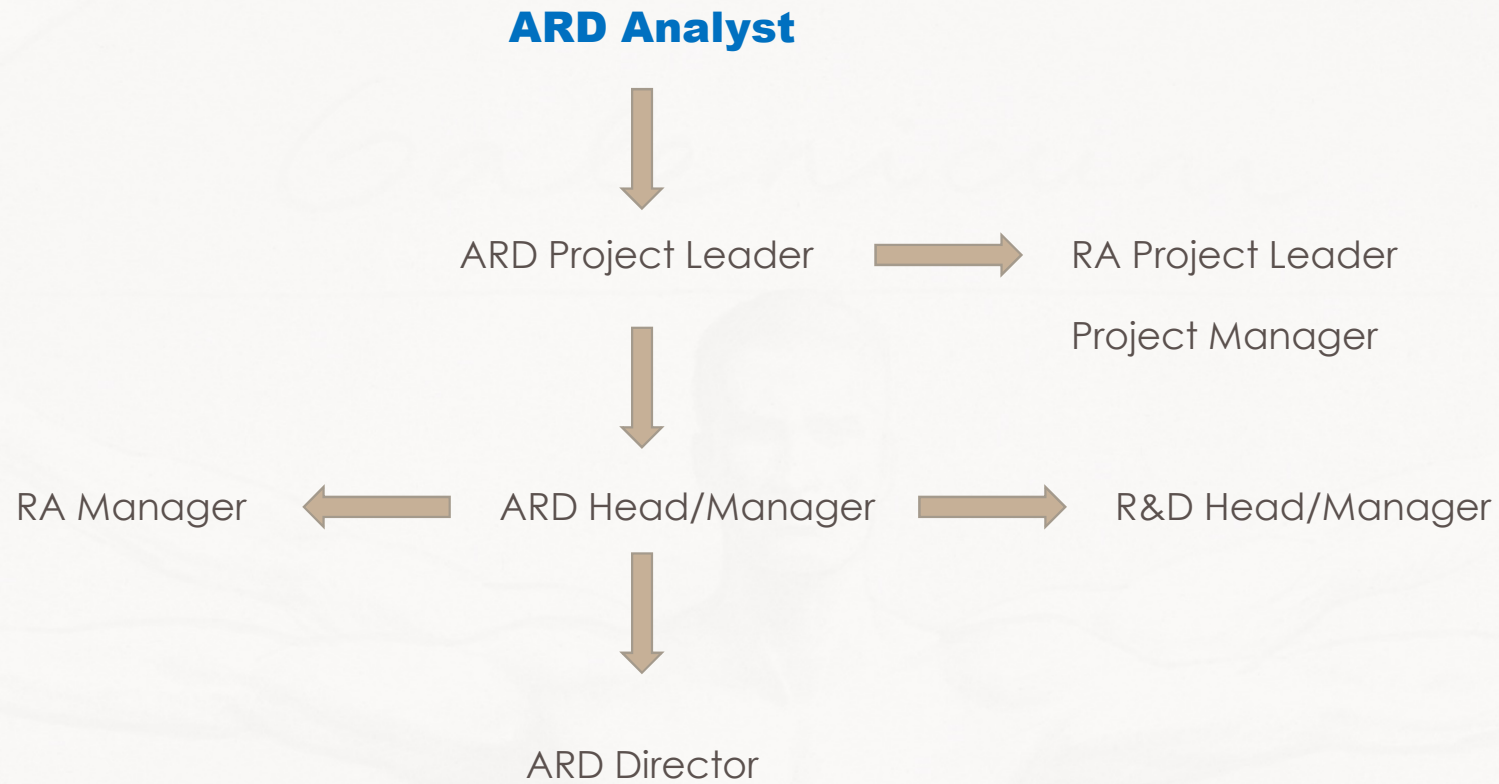 ARD Analyst
ARD Project Leader
RA Project Leader
Project Manager
RA Manager
ARD Head/Manager
R&D Head/Manager
ARD Director